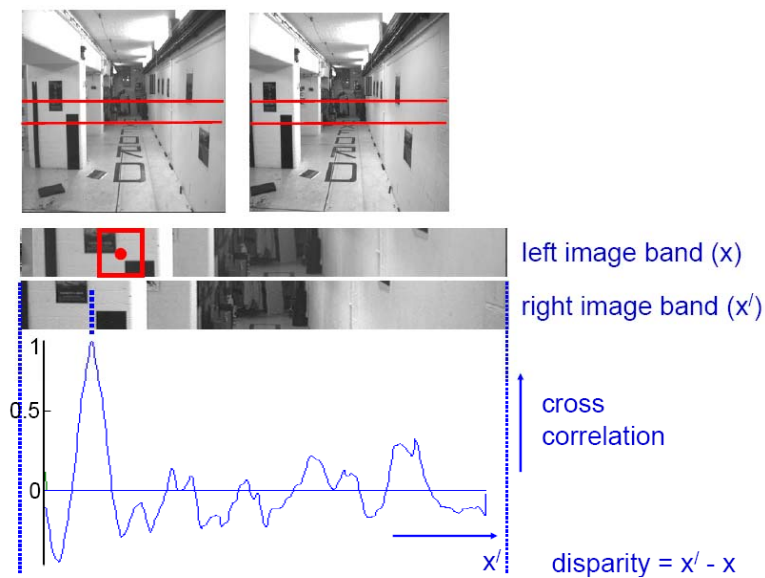 left image band (x)
right image band (x/)
1
0.5
cross
correlation
0
x/
disparity = x/ - x